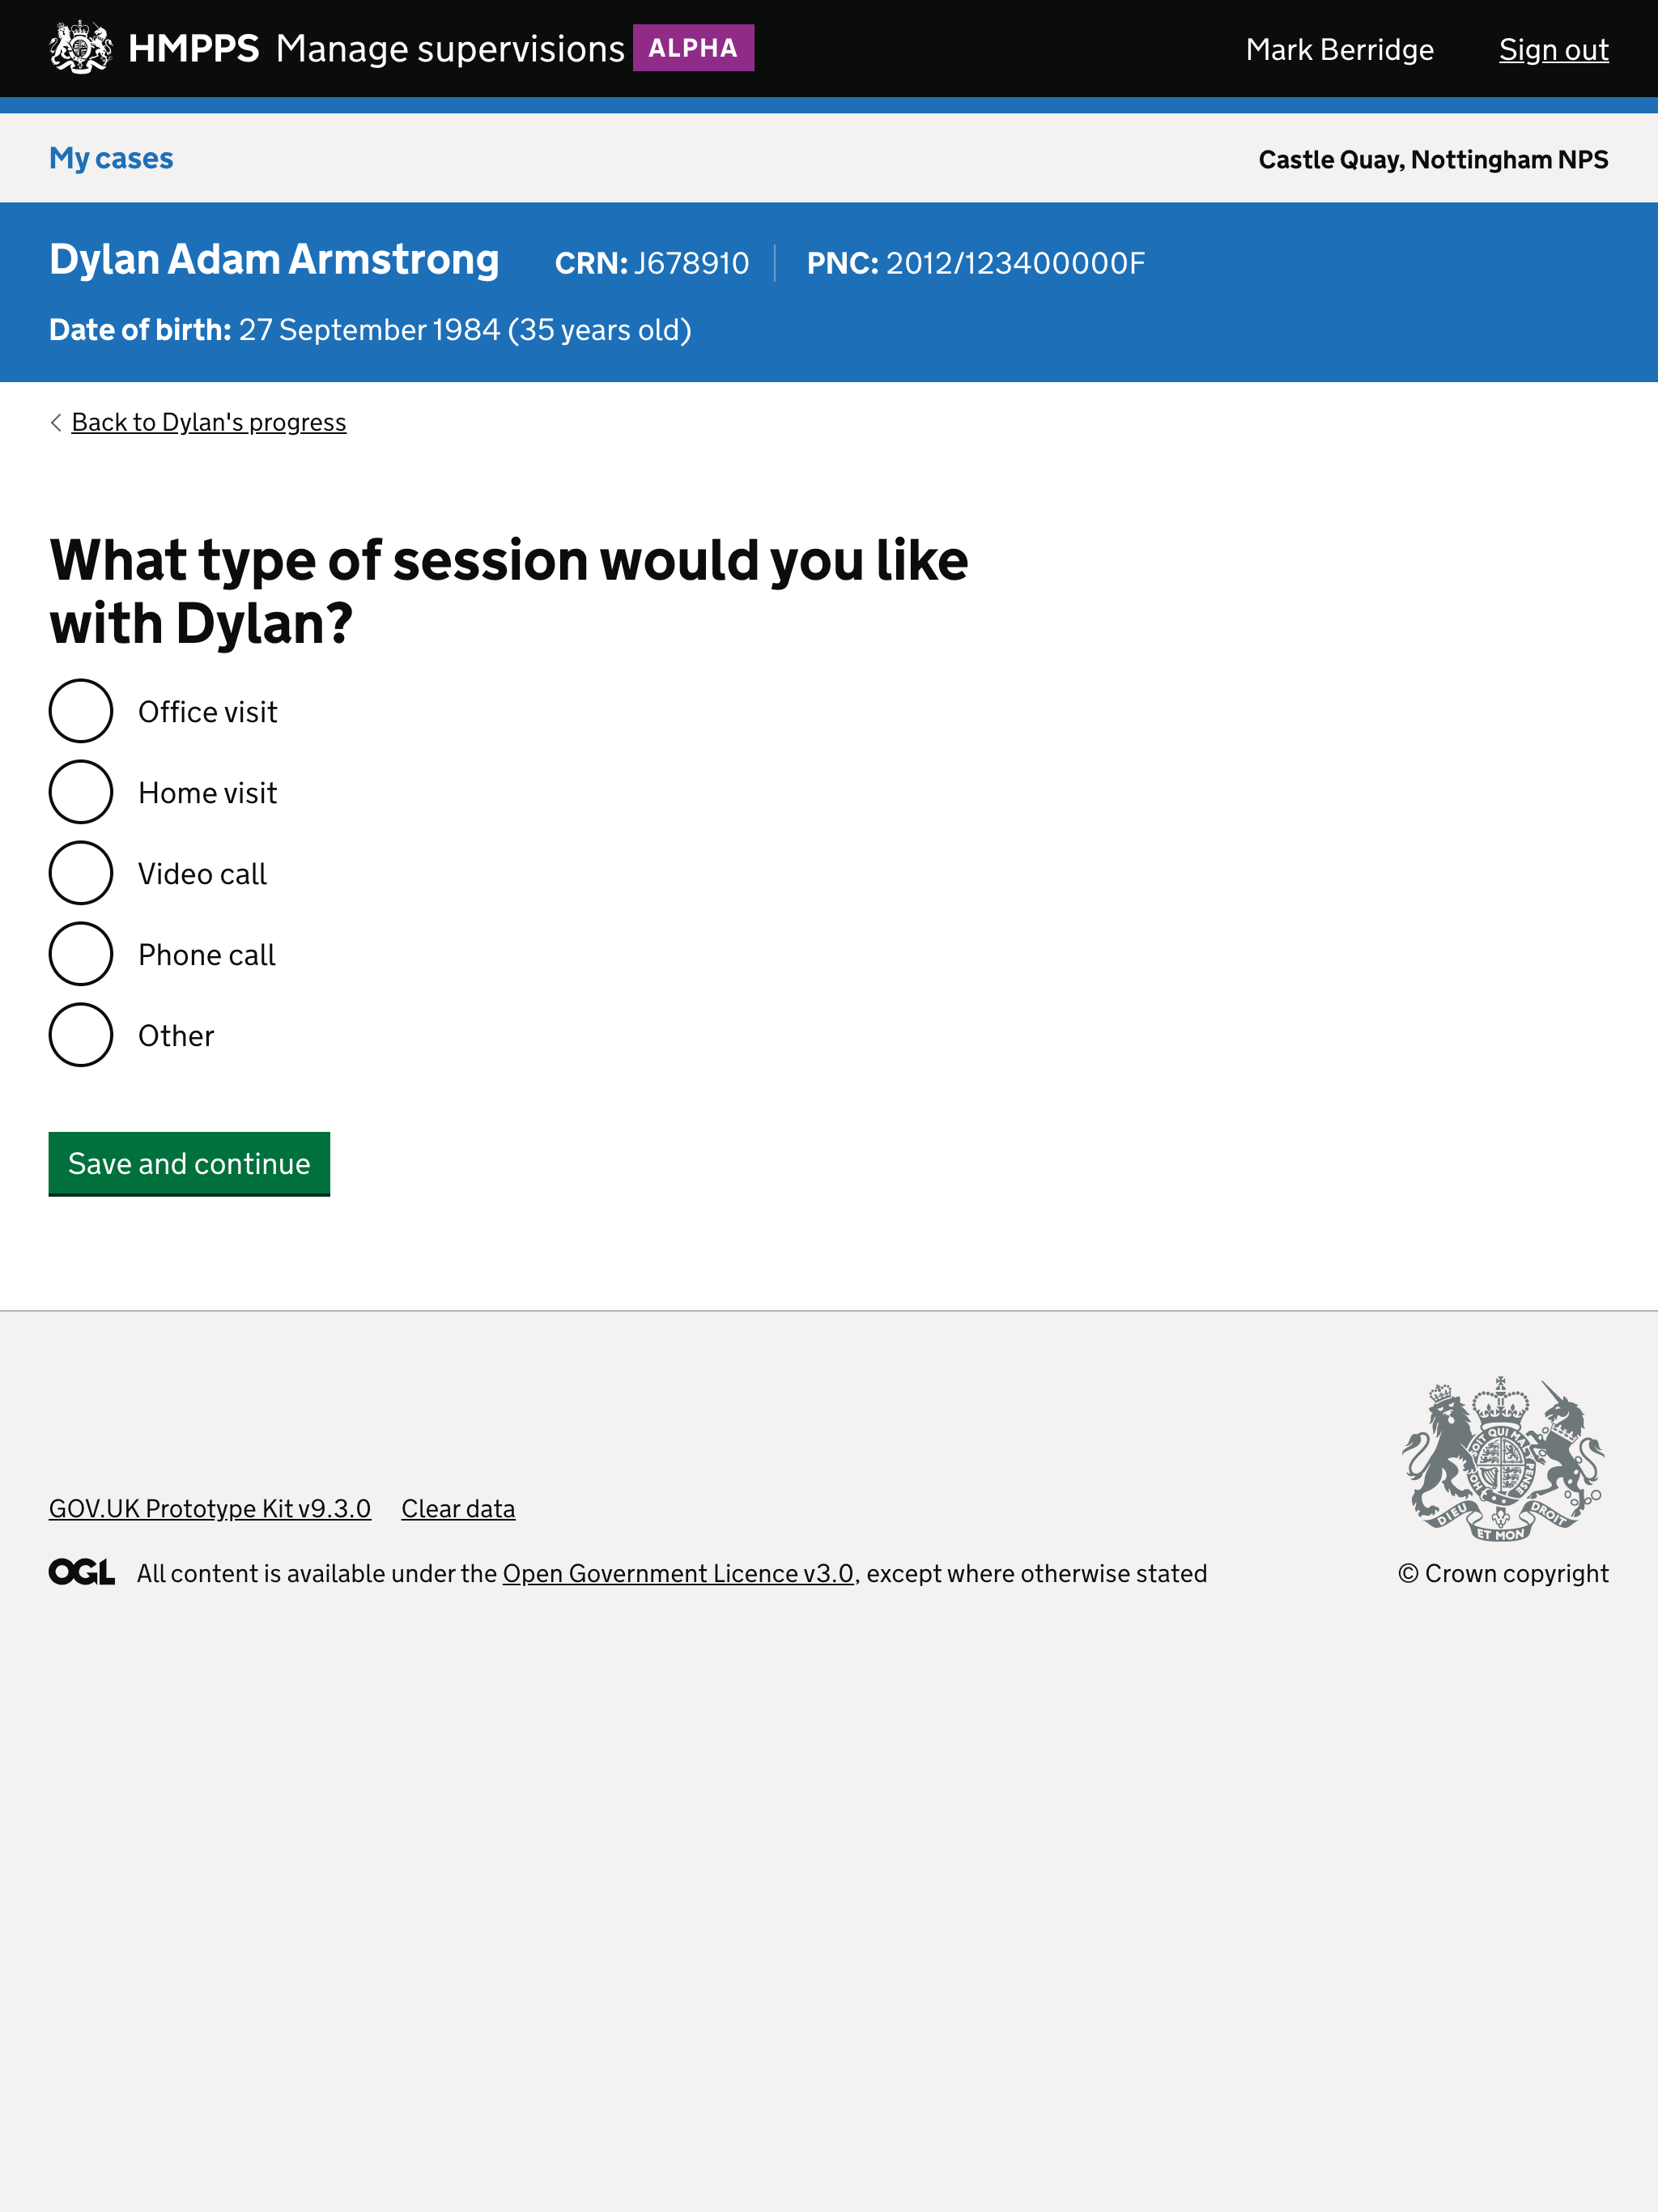 HMPPS Manage supervisions ALPHA Mark Berridge Sign out
My cases Castle Quay, Nottingham NPS
Dylan Adam Armstrong CRN: J678910 PNC: 2012/123400000F
Date of birth: 27 September 1984 (35 years old)
Back to Dylan's progress
What type of session would you like
with Dylan?
Office visit
Home visit
Video call
Phone call
Other
Save and continue
DIEU ET MON DROIT
GOV.UK Prototype Kit v9.3.0 Clear data
OGL All content is available under the Open Government Licence v3.0, except where otherwise stated © Crown copyright